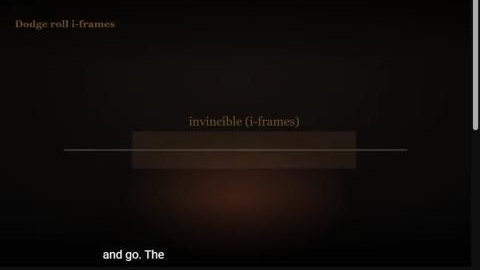 Dodge roll i-frames
invincible (i-frames)
and go. The